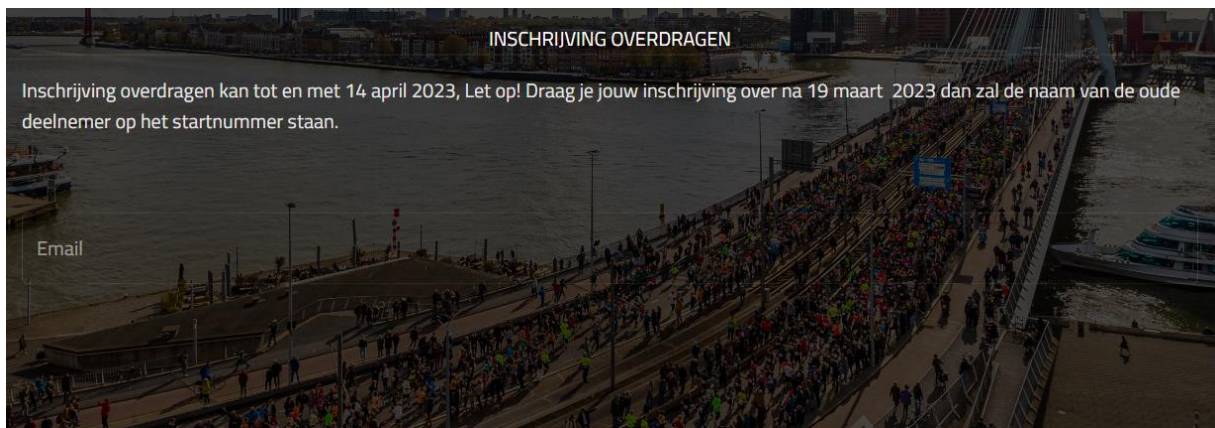 INSCHRIJVING OVERDRAGEN
Inschrijving overdragen kan tot en met 14 april 2023, Let op! Draag je jouw inschrijving over na 19 maart 2023 dan zal de naam van de oude
deelnemer op het startnummer staan.
Email